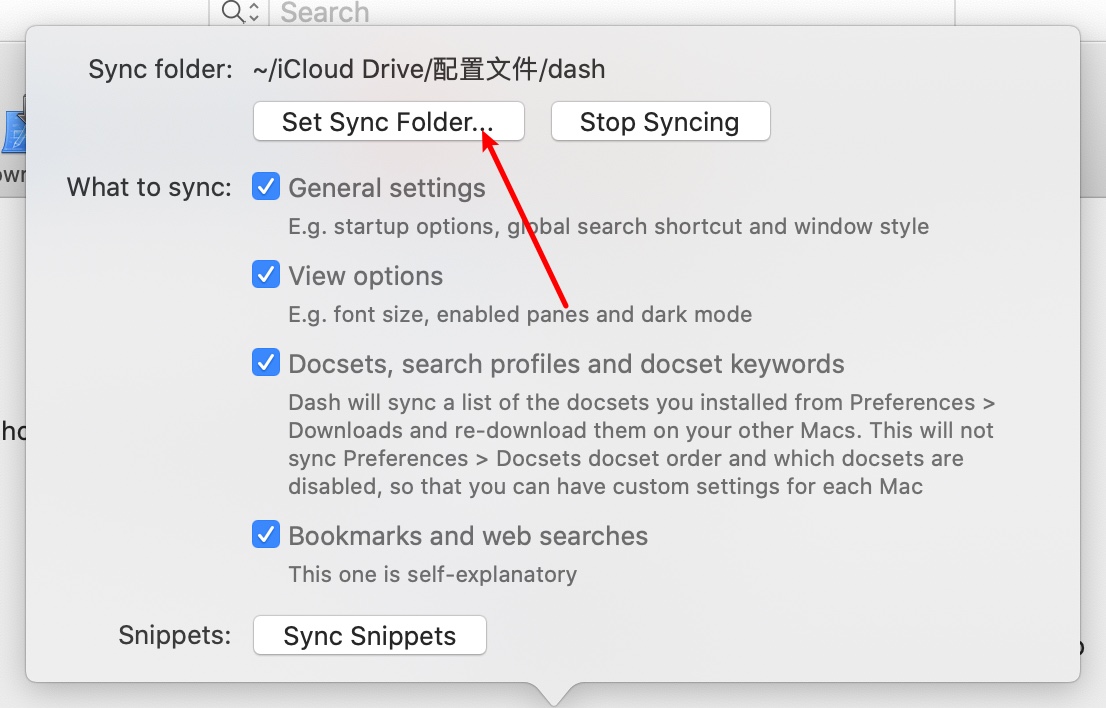 Search
Sync folder: ~/iCloud Drive/配置文件/dash
Set Sync Folder... Stop Syncing
What to sync: General settings
E.g. startup options, global search shortcut and window style
View options
E.g. font size, enabled panes and dark mode
Docsets, search profiles and docset keywords
Dash will sync a list of the docsets you installed from Preferences >
Downloads and re-download them on your other Macs. This will not
sync Preferences > Docsets docset order and which docsets are
disabled, so that you can have custom settings for each Mac
Bookmarks and web searches
This one is self-explanatory
Snippets: Sync Snippets